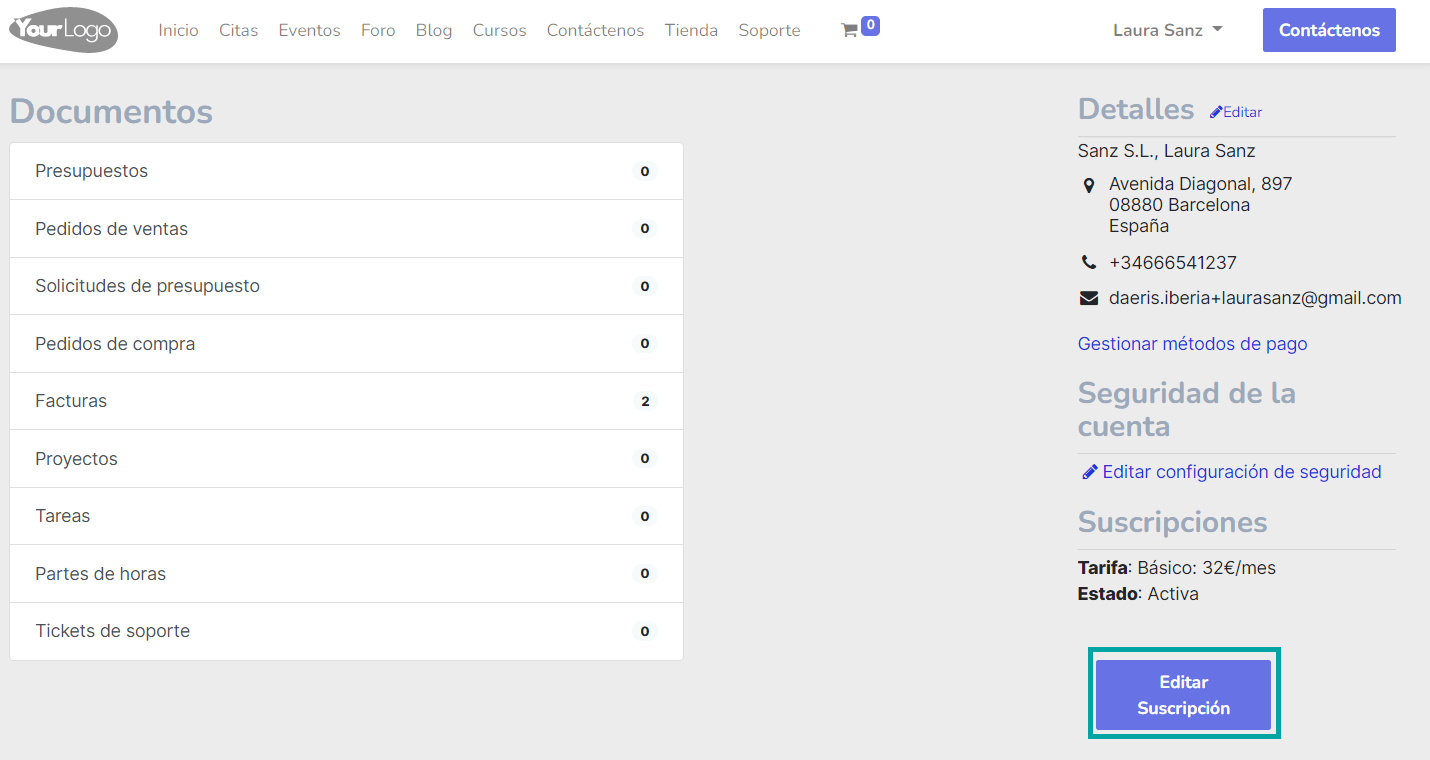 YourLogo
Inicio Citas Eventos Foro Blog Cursos Contáctenos Tienda Soporte 0 Laura Sanz Contáctenos
Documentos
Presupuestos 0
Pedidos de ventas 0
Solicitudes de presupuesto 0
Pedidos de compra 0
Facturas 2
Proyectos 0
Tareas 0
Partes de horas 0
Tickets de soporte 0
Detalles Editar
Sanz S.L., Laura Sanz
Avenida Diagonal, 897
08880 Barcelona
España
+34666541237
daeris.iberia+laurasanz@gmail.com
Gestionar métodos de pago
Seguridad de la
cuenta
Editar configuración de seguridad
Suscripciones
Tarifa: Básico: 32€/mes
Estado: Activa
Editar
Suscripción